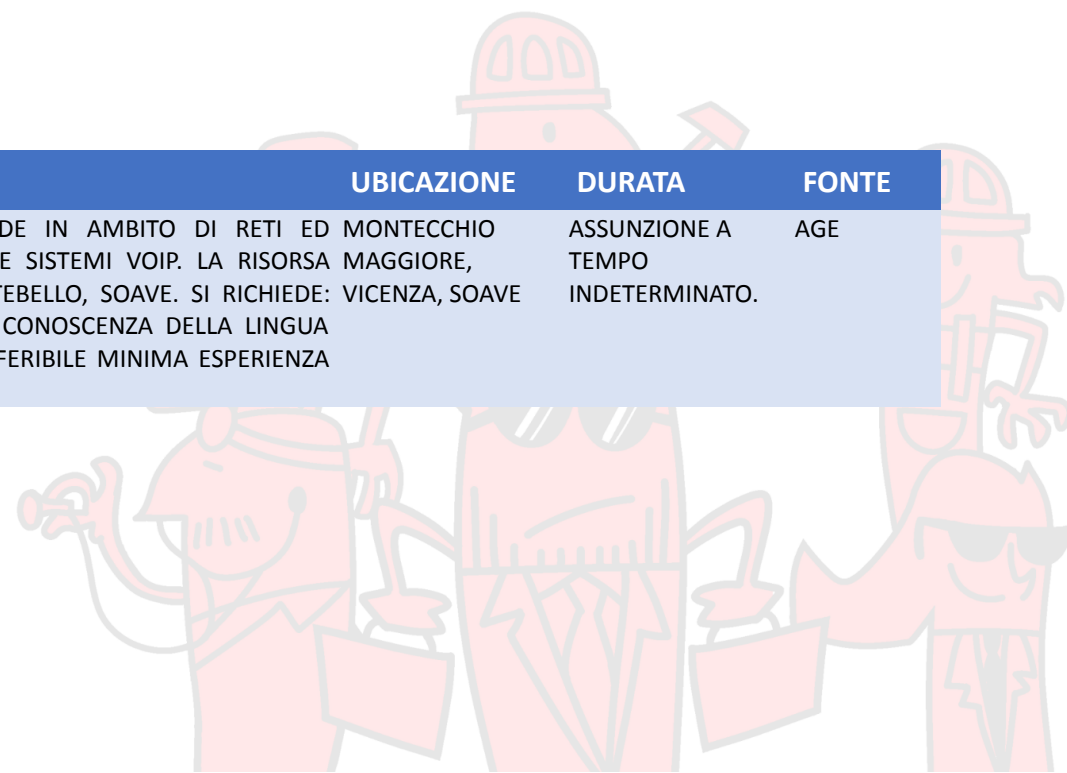 UBICAZIONE DURATA FONTE
DE IN AMBITO DI RETI ED MONTECCHIO ASSUNZIONE A AGE
E SISTEMI VOIP. LA RISORSA MAGGIORE, TEMPO
TEBELLO, SOAVE. SI RICHIEDE: VICENZA, SOAVE INDETERMINATO.
CONOSCENZA DELLA LINGUA
FERIBILE MINIMA ESPERIENZA